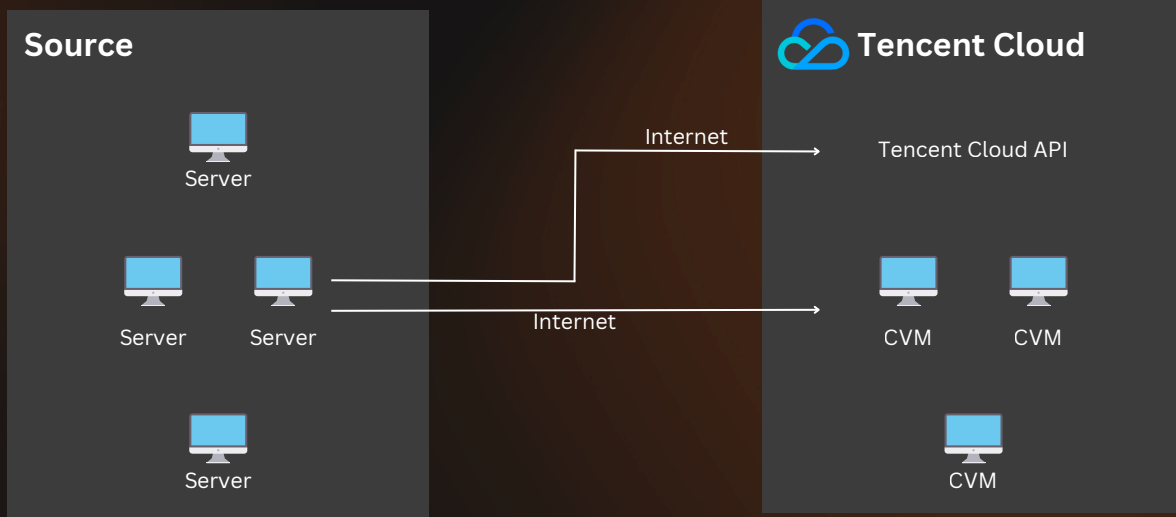 Source
Tencent Cloud
Internet
Tencent Cloud API
Server
Server
Server
Internet
CVM
CVM
Server
CVM